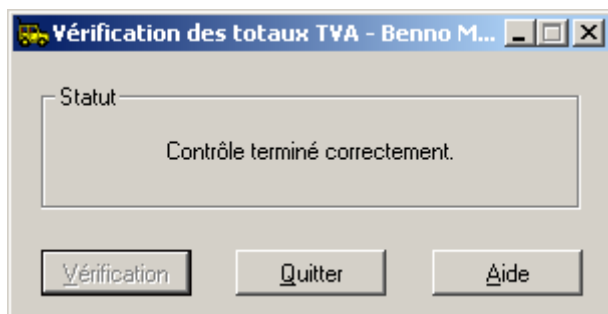 Vérification des totaux TVA - Benno M...
Statut
Contrôle terminé correctement.
Vérification
Quitter
Aide